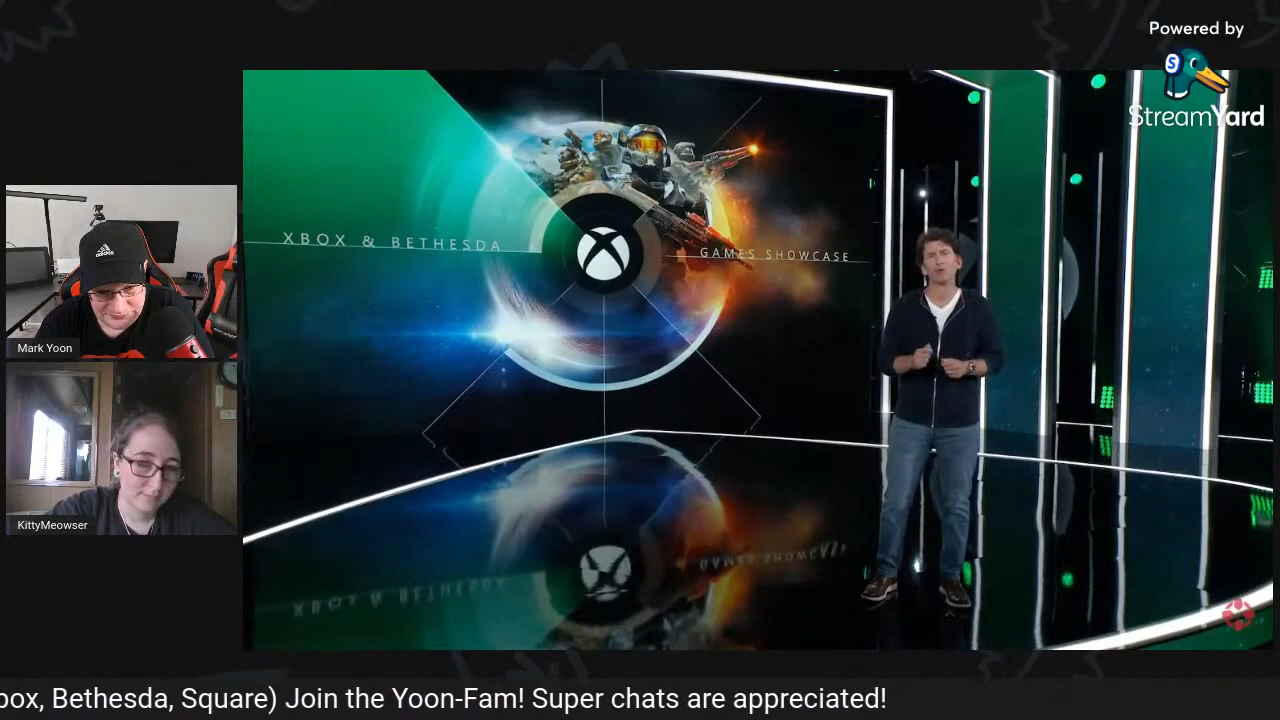 Powered by
StreamYard
XBOX & BETHESDA
GAMES SHOWCASE
adidas
Mark Yoon
KittyMeowser
box, Bethesda, Square) Join the Yoon-Fam! Super chats are appreciated!